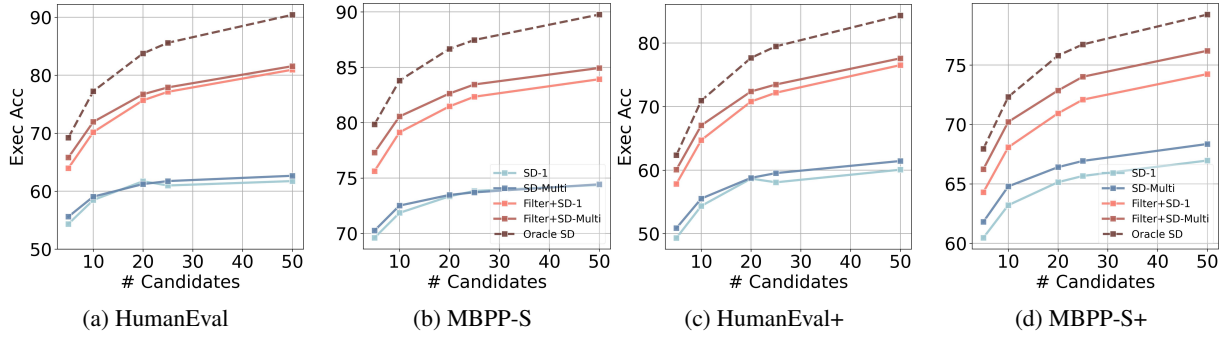 90
80
70
60
50
Exec Acc
10 20 30 40 50
# Candidates
(a) HumanEval
90
85
80
75
70
SD-1
SD-Multi
Filter+SD-1
Filter+SD-Multi
Oracle SD
10 20 30 40 50
# Candidates
(b) MBPP-S
80
70
60
50
Exec Acc
10 20 30 40 50
# Candidates
(c) HumanEval+
75
70
65
60
SD-1
SD-Multi
Filter+SD-1
Filter+SD-Multi
Oracle SD
10 20 30 40 50
# Candidates
(d) MBPP-S+